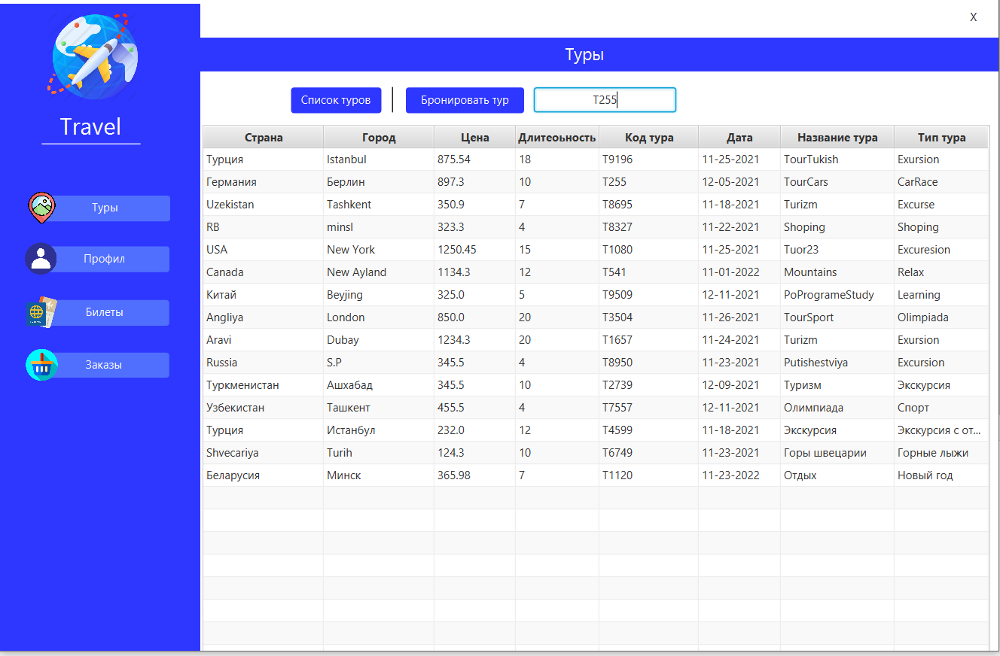 X
Travel
Туры
Профил
Билеты
Заказы
Туры
Список туров | Бронировать тур T255
Страна Город Цена Длитеоьность Код тура Дата Название тура Тип тура
Турция Istanbul 875.54 18 T9196 11-25-2021 TourTukish Exursion
Германия Берлин 897.3 10 T255 12-05-2021 TourCars CarRace
Uzekistan Tashkent 350.9 7 T8695 11-18-2021 Turizm Excurse
RB minsl 323.3 4 T8327 11-22-2021 Shoping Shoping
USA New York 1250.45 15 T1080 11-25-2021 Tuor23 Excuresion
Canada New Ayland 1134.3 12 T541 11-01-2022 Mountains Relax
Китай Beyjing 325.0 5 T9509 12-11-2021 PoProgrameStudy Learning
Angliya London 850.0 20 T3504 11-26-2021 TourSport Olimpiada
Aravi Dubay 1234.3 20 T1657 11-24-2021 Turizm Exursion
Russia S.P 345.5 4 T8950 11-23-2021 Putishestviya Excursion
Туркменистан Ашхабад 345.5 10 T2739 12-09-2021 Туризм Экскурсия
Узбекистан Ташкент 455.5 4 T7557 12-11-2021 Олимпиада Спорт
Турция Истанбул 232.0 12 T4599 11-18-2021 Экскурсия Экскурсия с от...
Shvecariya Turih 124.3 10 T6749 11-23-2021 Горы швецарии Горные лыжи
Беларусия Минск 365.98 7 T1120 11-23-2022 Отдых Новый год